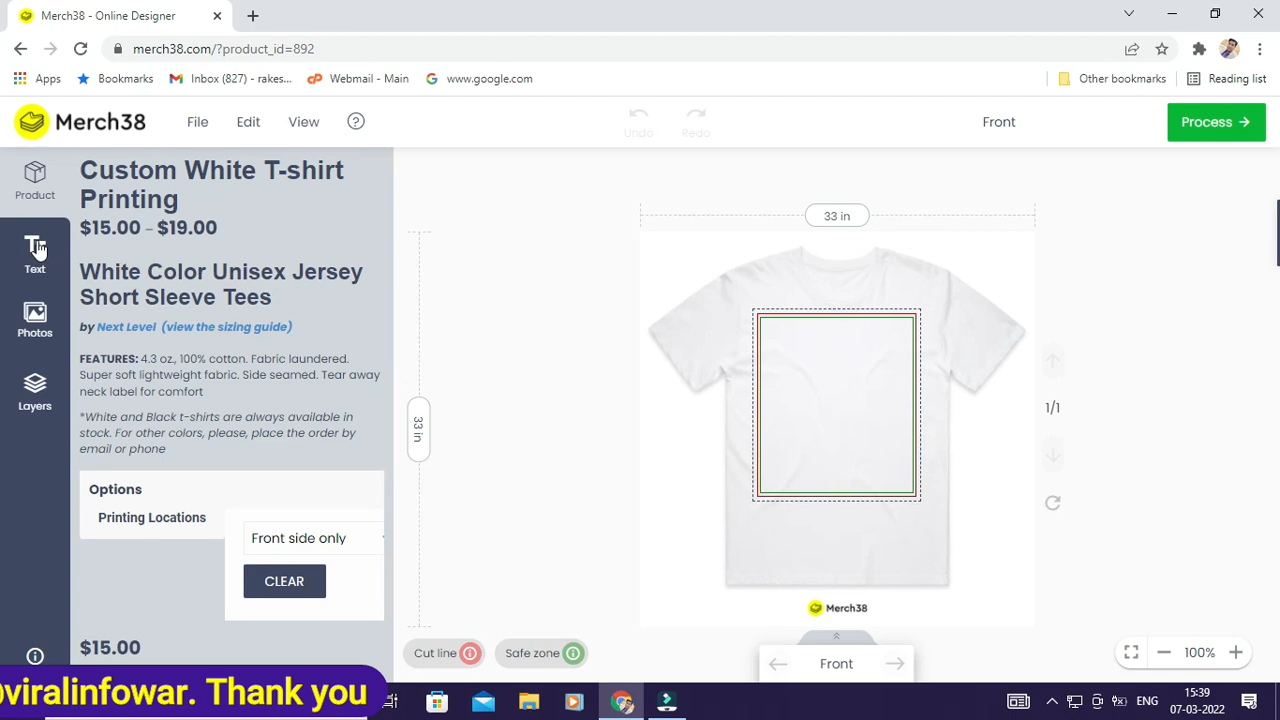 Merch38 - Online Designer
merch38.com/?product_id=892
Apps
Bookmarks
Inbox (827) - rakes...
Webmail - Main
www.google.com
Other bookmarks
Reading list
Merch38
File
Edit
View
Undo
Redo
Front
Process
Product
Text
Photos
Layers
Custom White T-shirt
Printing
$15.00 – $19.00
White Color Unisex Jersey
Short Sleeve Tees
by Next Level (view the sizing guide)
FEATURES: 4.3 oz., 100% cotton. Fabric laundered.
Super soft lightweight fabric. Side seamed. Tear away
neck label for comfort
*White and Black t-shirts are always available in
stock. For other colors, please, place the order by
email or phone
Options
Printing Locations
Front side only
CLEAR
$15.00
33 in
33 in
1/1
Merch38
Cut line
Safe zone
Front
100%
@viralinfowar. Thank you
ENG
15:39
07-03-2022